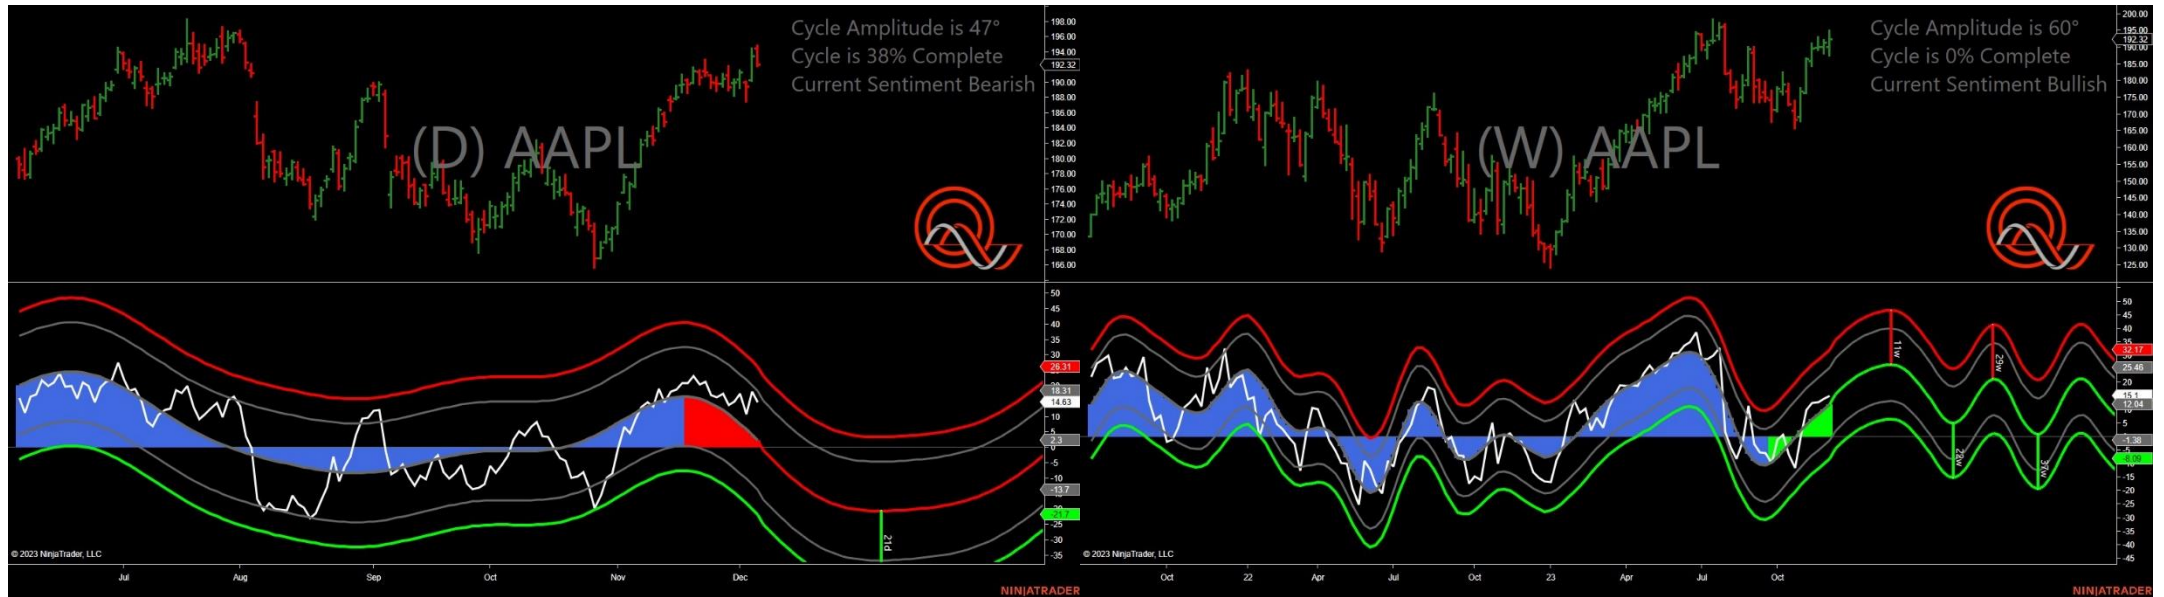 Cycle Amplitude is 47°
Cycle is 38% Complete
Current Sentiment Bearish
(D) AAPL
198.00
196.00
194.00
192.32
190.00
188.00
186.00
184.00
182.00
180.00
178.00
176.00
174.00
172.00
170.00
168.00
166.00
50
45
40
35
30
26.31
18.31
14.63
10
5
2.3
0
-5
-10
-13.7
-21.7
-25
-30
-35
21d
© 2023 NinjaTrader, LLC
Jul
Aug
Sep
Oct
Nov
Dec
NINJATRADER
Cycle Amplitude is 60°
Cycle is 0% Complete
Current Sentiment Bullish
(W) AAPL
200.00
192.32
190.00
185.00
180.00
175.00
170.00
165.00
160.00
155.00
150.00
145.00
140.00
135.00
130.00
125.00
50
45
40
35
32.17
25.46
20
15.1
12.04
5
-1.38
-8.09
-15
-20
-25
-30
-35
-40
-45
11w
29w
22w
37w
© 2023 NinjaTrader, LLC
Oct
22
Apr
Jul
Oct
23
Apr
Jul
Oct
NINJATRADER